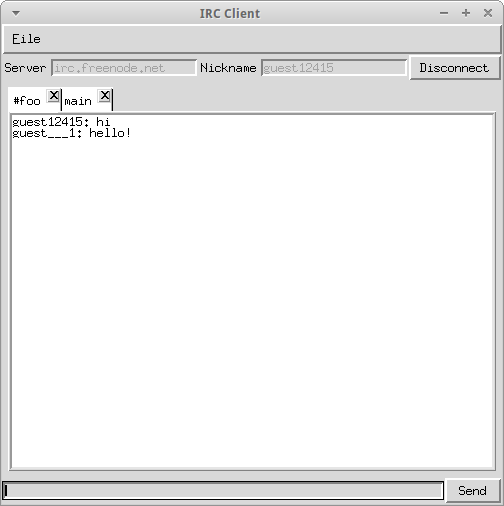 IRC Client
File
Server irc.freenode.net Nickname guest12415 Disconnect
#foo X main X
guest12415: hi
guest___1: hello!
Send